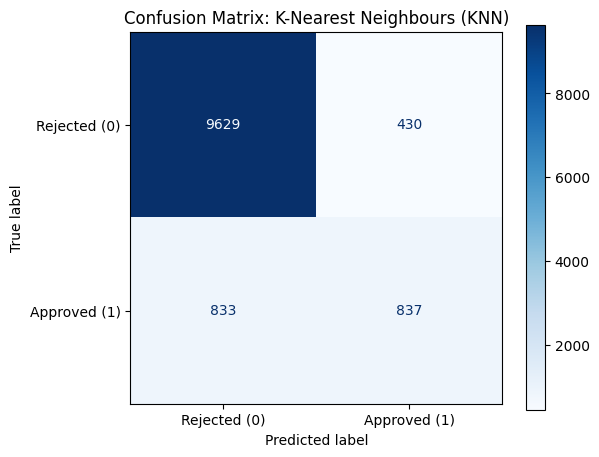 Confusion Matrix: K-Nearest Neighbours (KNN)
True label
Rejected (0)
9629
430
Approved (1)
833
837
Rejected (0)
Approved (1)
Predicted label
8000
6000
4000
2000